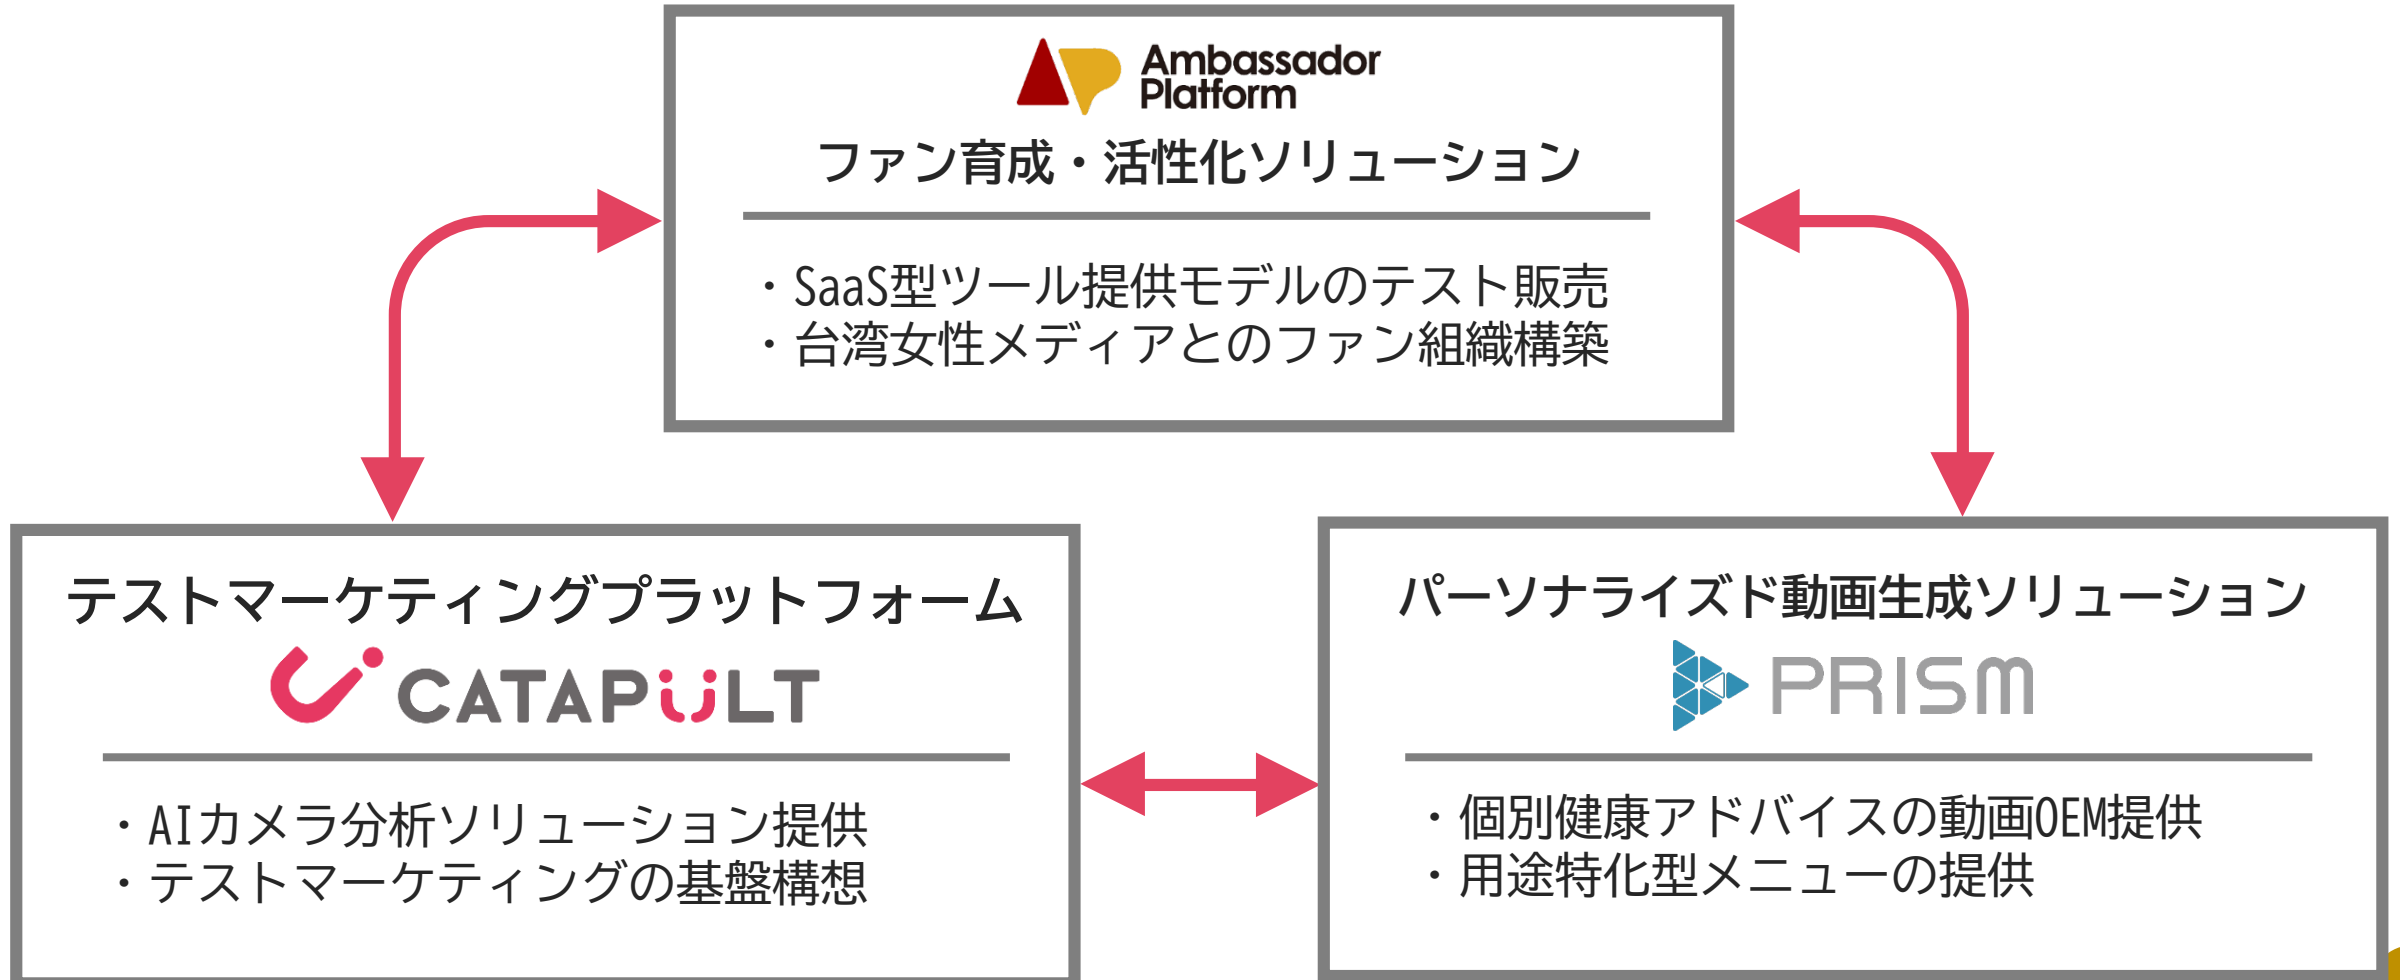 Ambassador
Platform
ファン育成・活性化ソリューション
・SaaS型ツール提供モデルのテスト販売
・台湾女性メディアとのファン組織構築
テストマーケティングプラットフォーム
CATAPULT
・AIカメラ分析ソリューション提供
・テストマーケティングの基盤構想
パーソナライズド動画生成ソリューション
PRISM
・個別健康アドバイスの動画OEM提供
・用途特化型メニューの提供